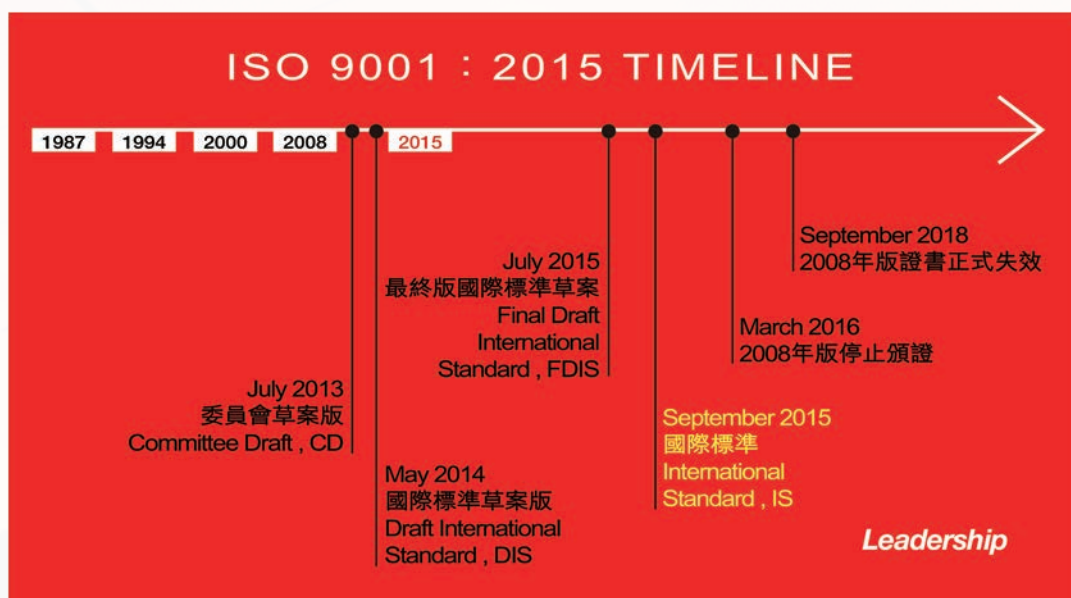 ISO 9001：2015 TIMELINE
1987
1994
2000
2008
2015
July 2013
委員會草案版
Committee Draft , CD
May 2014
國際標準草案版
Draft International
Standard , DIS
July 2015
最終版國際標準草案
Final Draft
International
Standard , FDIS
September 2015
國際標準
International
Standard , IS
March 2016
2008年版停止頒證
September 2018
2008年版證書正式失效
Leadership